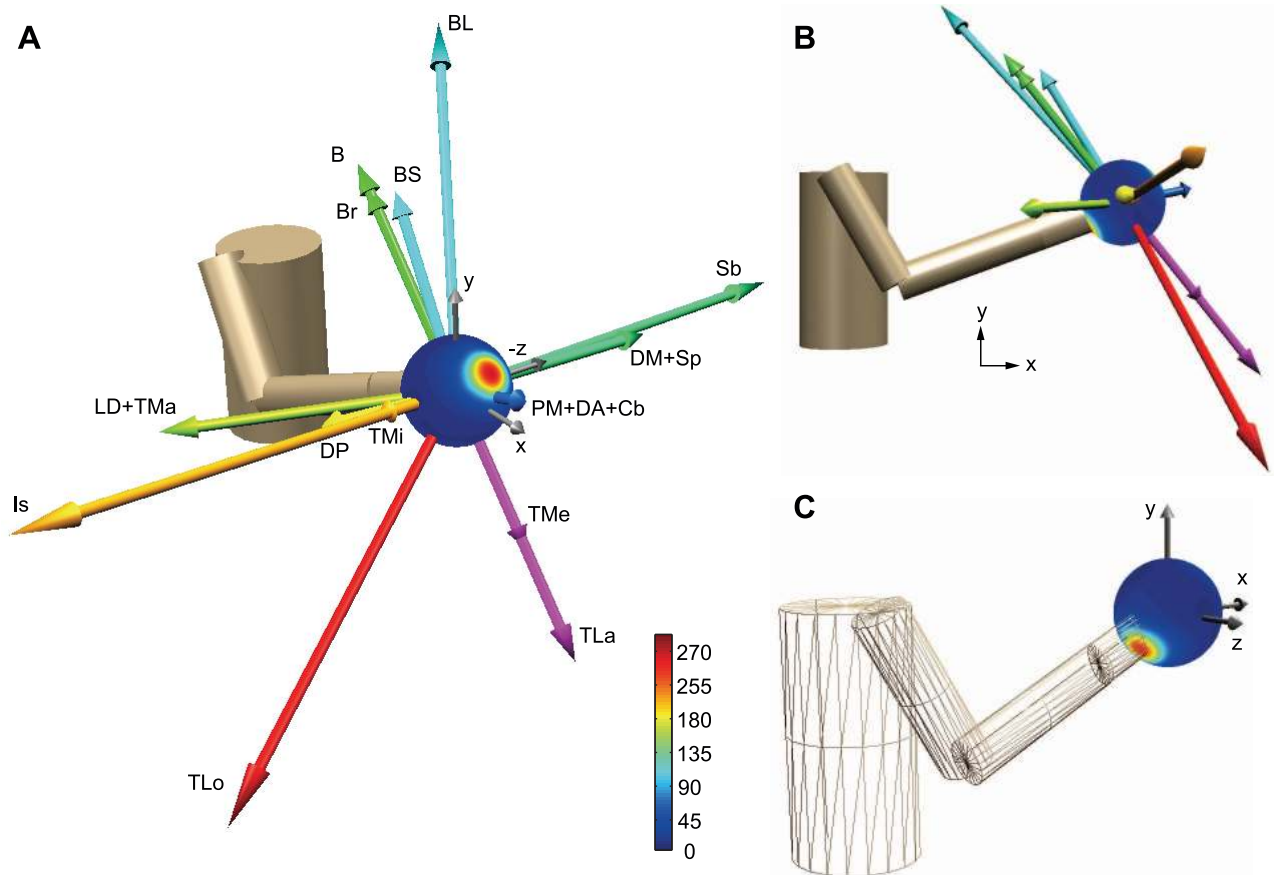 A
BL
B
BS
Br
y
Sb
-z
DM+Sp
LD+TMa
PM+DA+Cb
TMi
DP
x
Is
TMe
TLa
TLo
270
255
180
135
90
45
0
B
y
x
C
y
x
z